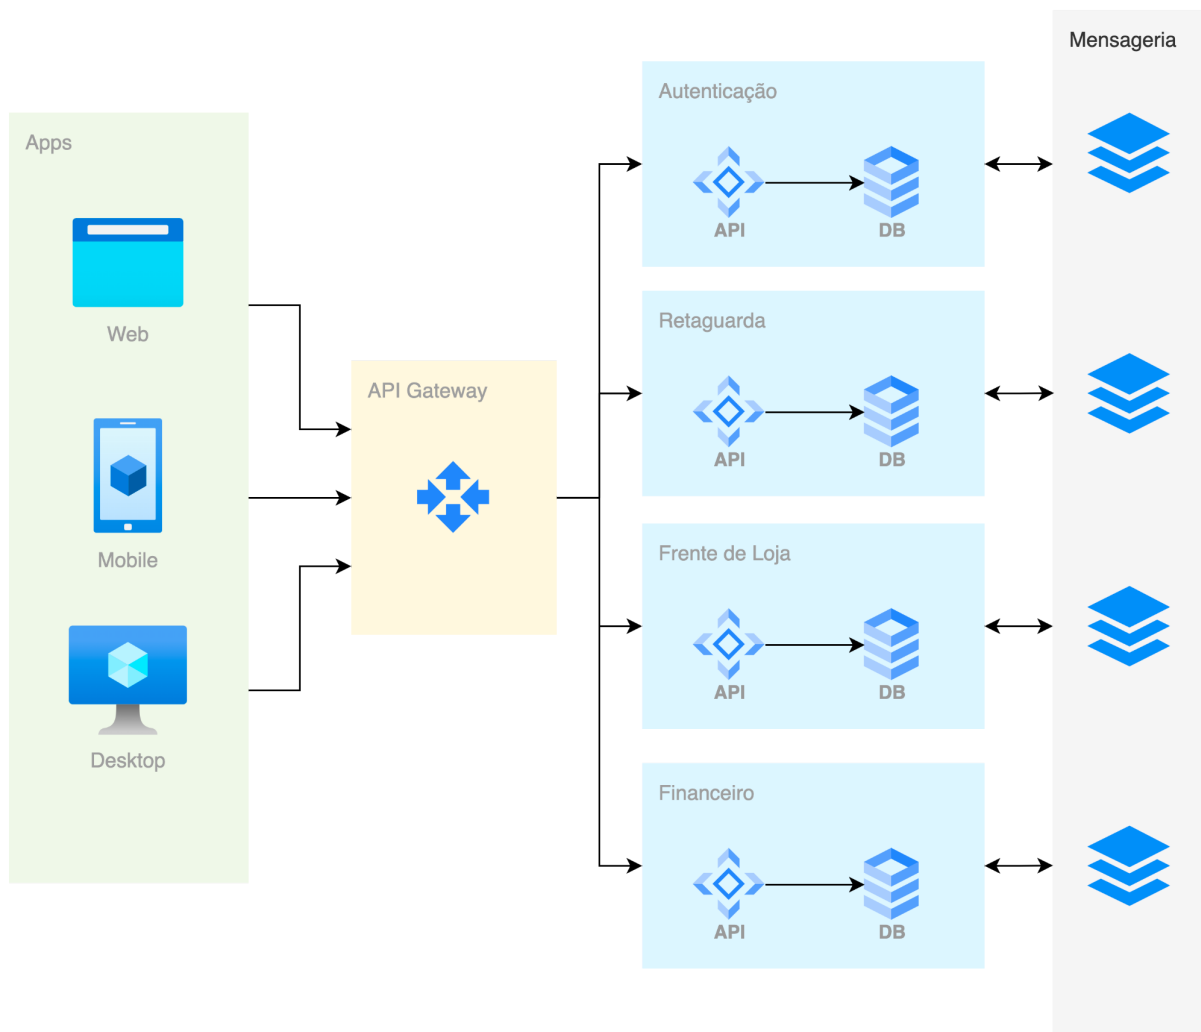 Mensageria
Apps
Web
Mobile
Desktop
API Gateway
Autenticação
API
DB
Retaguarda
API
DB
Frente de Loja
API
DB
Financeiro
API
DB